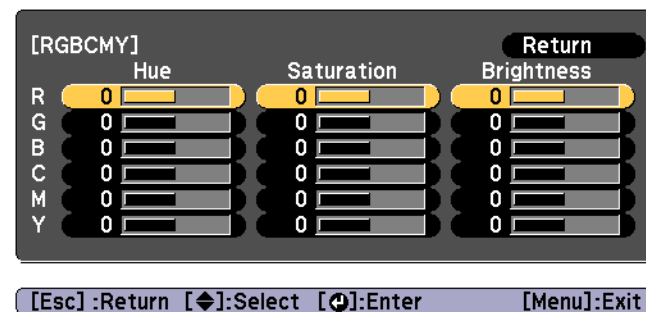 [RGBCMY] Return
Hue Saturation Brightness
R 0 0 0
G 0 0 0
B 0 0 0
C 0 0 0
M 0 0 0
Y 0 0 0
[Esc] :Return [◆]:Select [⏎]:Enter [Menu]:Exit